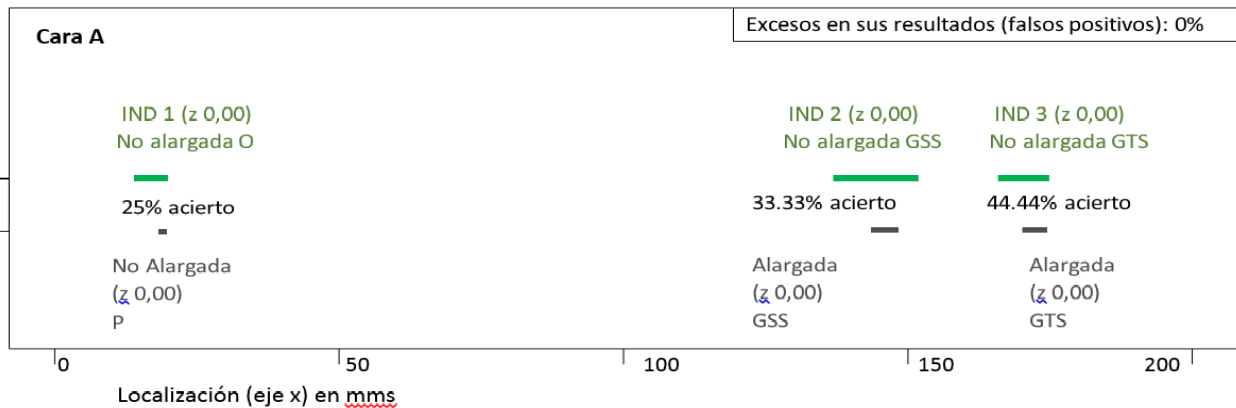 Cara A
Excesos en sus resultados (falsos positivos): 0%
IND 1 (z 0,00)
No alargada O
IND 2 (z 0,00)
No alargada GSS
IND 3 (z 0,00)
No alargada GTS
25% acierto
33.33% acierto
44.44% acierto
No Alargada
(z 0,00)
P
Alargada
(z 0,00)
GSS
Alargada
(z 0,00)
GTS
0
50
100
150
200
Localización (eje x) en mms